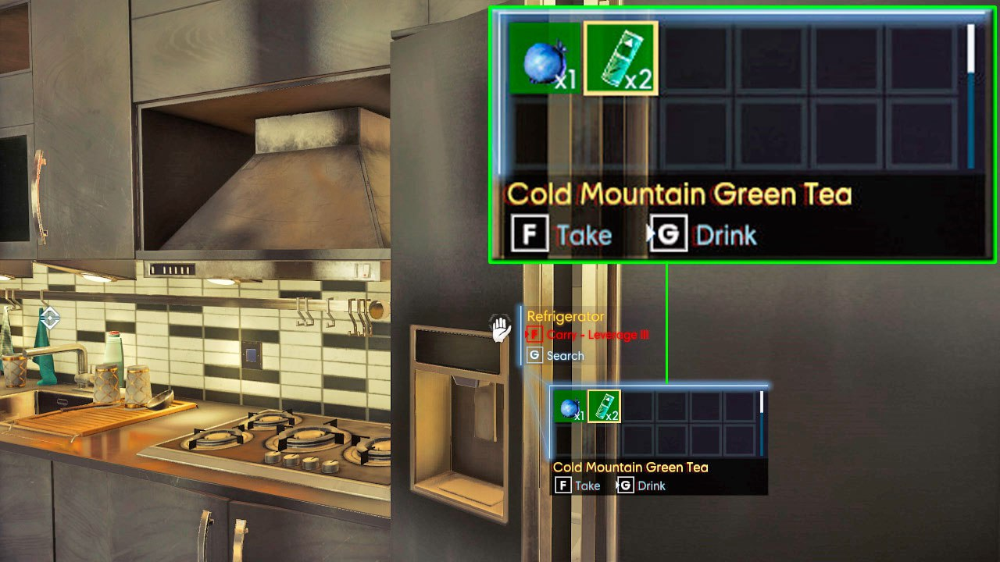 x1
x2
Cold Mountain Green Tea
F Take
G Drink
Refrigerator
F Carry - Leverage III
G Search
x1
x2
Cold Mountain Green Tea
F Take
G Drink